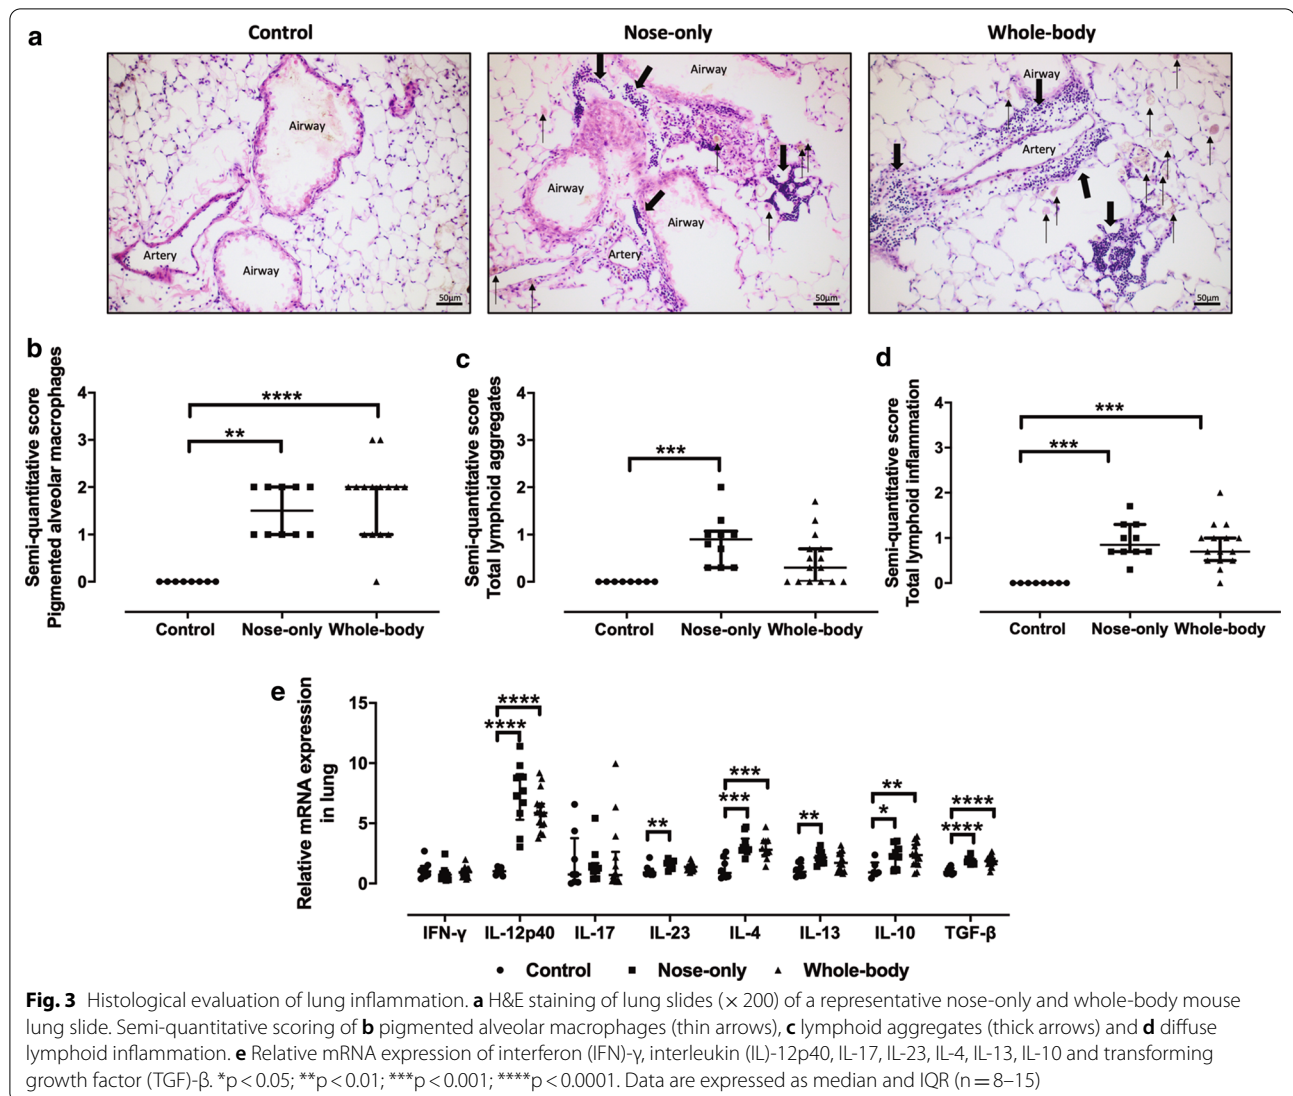 a
Control
Nose-only
Whole-body
Airway
Artery
Airway
50µm
Airway
Airway
Airway
Artery
50µm
Airway
Artery
50µm
b
Semi-quantitative score
Pigmented alveolar macrophages
4
3
2
1
0
****
**
Control Nose-only Whole-body
c
Semi-quantitative score
Total lymphoid aggregates
4
3
2
1
0
***
Control Nose-only Whole-body
d
Semi-quantitative score
Total lymphoid inflammation
4
3
2
1
0
***
***
Control Nose-only Whole-body
e
Relative mRNA expression
in lung
15
10
5
0
****
****
**
***
***
**
**
*
****
****
IFN-γ IL-12p40 IL-17 IL-23 IL-4 IL-13 IL-10 TGF-β
● Control ■ Nose-only ▲ Whole-body
Fig. 3 Histological evaluation of lung inflammation. a H&E staining of lung slides (× 200) of a representative nose-only and whole-body mouse
lung slide. Semi-quantitative scoring of b pigmented alveolar macrophages (thin arrows), c lymphoid aggregates (thick arrows) and d diffuse
lymphoid inflammation. e Relative mRNA expression of interferon (IFN)-γ, interleukin (IL)-12p40, IL-17, IL-23, IL-4, IL-13, IL-10 and transforming
growth factor (TGF)-β. *p < 0.05; **p < 0.01; ***p < 0.001; ****p < 0.0001. Data are expressed as median and IQR (n = 8–15)